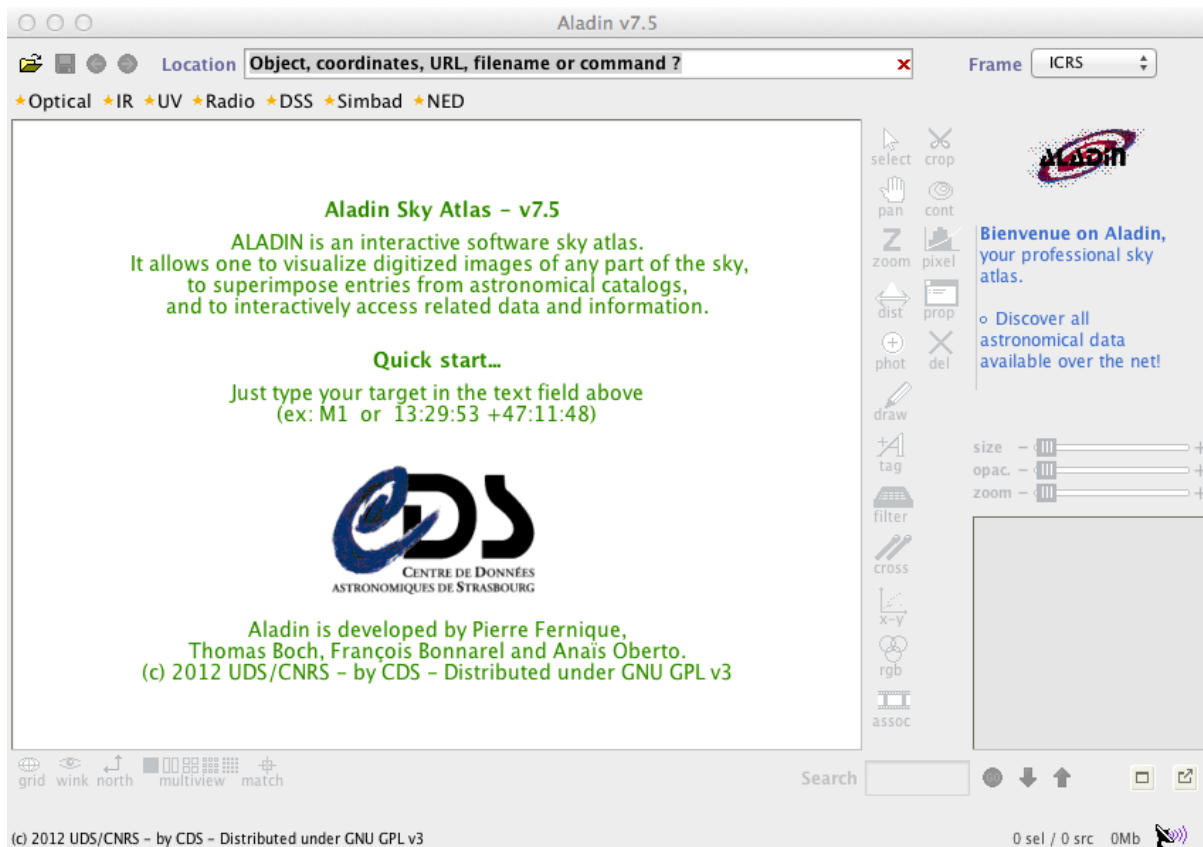 Aladin v7.5
Location Object, coordinates, URL, filename or command ? Frame ICRS
Optical IR UV Radio DSS Simbad NED
Aladin Sky Atlas – v7.5
ALADIN is an interactive software sky atlas.
It allows one to visualize digitized images of any part of the sky,
to superimpose entries from astronomical catalogs,
and to interactively access related data and information.
Quick start...
Just type your target in the text field above
(ex: M1 or 13:29:53 +47:11:48)
CDS
CENTRE DE DONNÉES
ASTRONOMIQUES DE STRASBOURG
Aladin is developed by Pierre Fernique,
Thomas Boch, François Bonnarel and Anaïs Oberto.
(c) 2012 UDS/CNRS – by CDS – Distributed under GNU GPL v3
select crop
pan cont
Z
zoom pixel
dist prop
phot del
draw
A
tag
filter
cross
x-y
rgb
assoc
ALADIN
Bienvenue on Aladin,
your professional sky
atlas.
Discover all
astronomical data
available over the net!
size – +
opac. – +
zoom – +
grid wink north multiview match Search GO
(c) 2012 UDS/CNRS – by CDS – Distributed under GNU GPL v3 0 sel / 0 src 0Mb